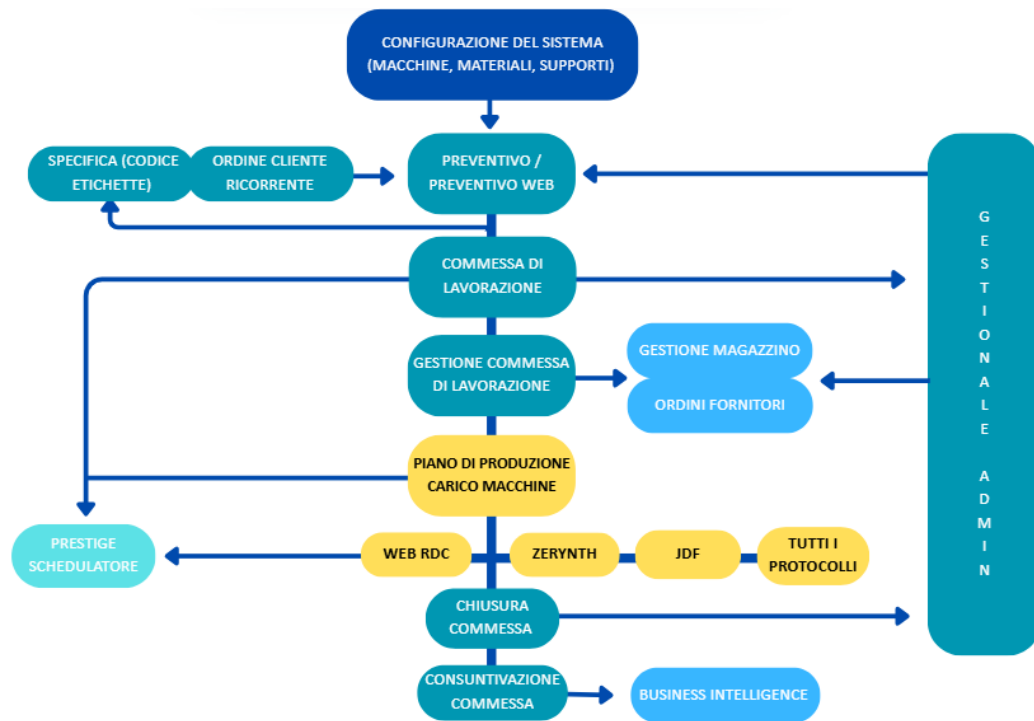 CONFIGURAZIONE DEL SISTEMA
(MACCHINE, MATERIALI, SUPPORTI)
SPECIFICA (CODICE
ETICHETTE)
ORDINE CLIENTE
RICORRENTE
PREVENTIVO /
PREVENTIVO WEB
COMMESSA DI
LAVORAZIONE
GESTIONE COMMESSA
DI LAVORAZIONE
GESTIONE MAGAZZINO
ORDINI FORNITORI
PIANO DI PRODUZIONE
CARICO MACCHINE
PRESTIGE
SCHEDULATORE
WEB RDC
ZERYNTH
JDF
TUTTI I
PROTOCOLLI
CHIUSURA
COMMESSA
CONSUNTIVAZIONE
COMMESSA
BUSINESS INTELLIGENCE
GESTIONALE ADMIN